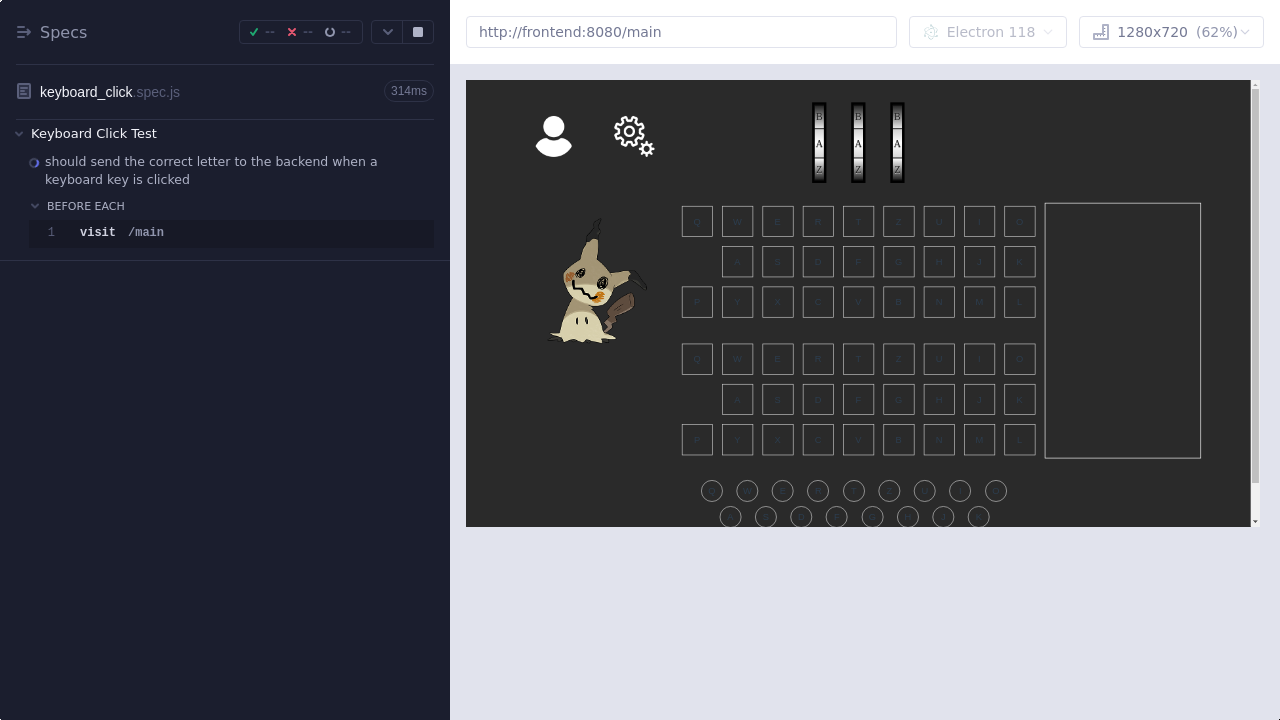 Specs
-- -- --
http://frontend:8080/main
Electron 118
1280x720 (62%)
keyboard_click.spec.js
314ms
Keyboard Click Test
should send the correct letter to the backend when a
keyboard key is clicked
BEFORE EACH
1 visit /main
B B B
A A A
Z Z Z
Q W E R T Z U I O
A S D F G H J K
P Y X C V B N M L
Q W E R T Z U I O
A S D F G H J K
P Y X C V B N M L